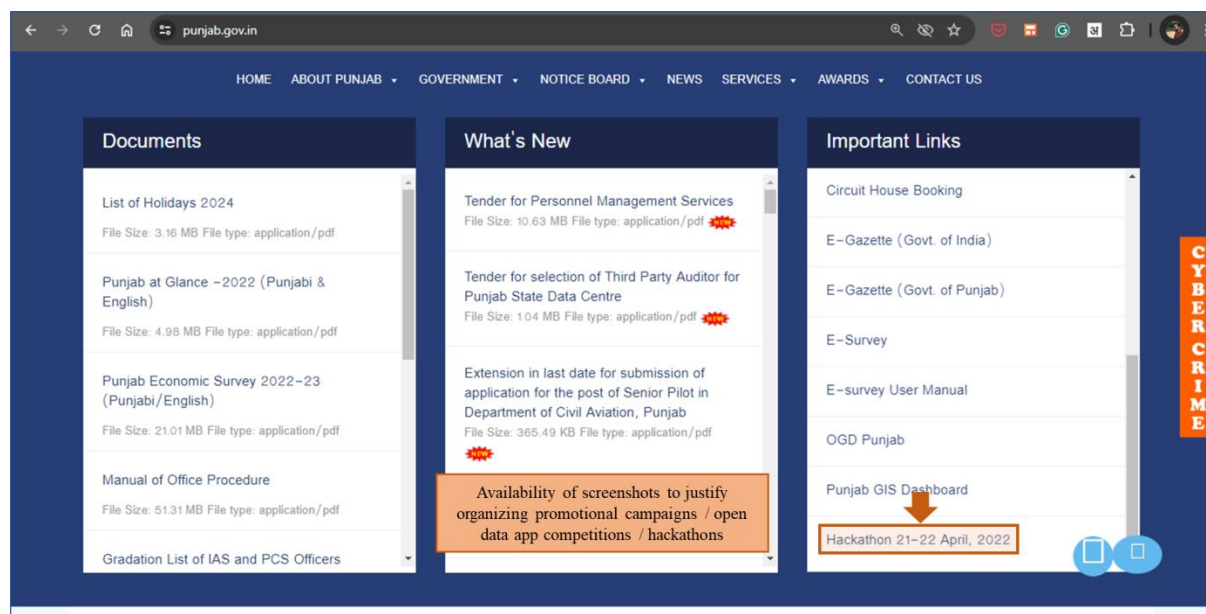 punjab.gov.in
HOME ABOUT PUNJAB GOVERNMENT NOTICE BOARD NEWS SERVICES AWARDS CONTACT US
Documents
List of Holidays 2024
File Size: 3.16 MB File type: application/pdf
Punjab at Glance -2022 (Punjabi &
English)
File Size: 4.98 MB File type: application/pdf
Punjab Economic Survey 2022-23
(Punjabi/English)
File Size: 21.01 MB File type: application/pdf
Manual of Office Procedure
File Size: 51.31 MB File type: application/pdf
Gradation List of IAS and PCS Officers
What's New
Tender for Personnel Management Services
File Size: 10.63 MB File type: application/pdf NEW
Tender for selection of Third Party Auditor for
Punjab State Data Centre
File Size: 1.04 MB File type: application/pdf NEW
Extension in last date for submission of
application for the post of Senior Pilot in
Department of Civil Aviation, Punjab
File Size: 365.49 KB File type: application/pdf
NEW
Availability of screenshots to justify
organizing promotional campaigns / open
data app competitions / hackathons
Important Links
Circuit House Booking
E-Gazette (Govt. of India)
E-Gazette (Govt. of Punjab)
E-Survey
E-survey User Manual
OGD Punjab
Punjab GIS Dashboard
Hackathon 21-22 April, 2022
CYBER CRIME